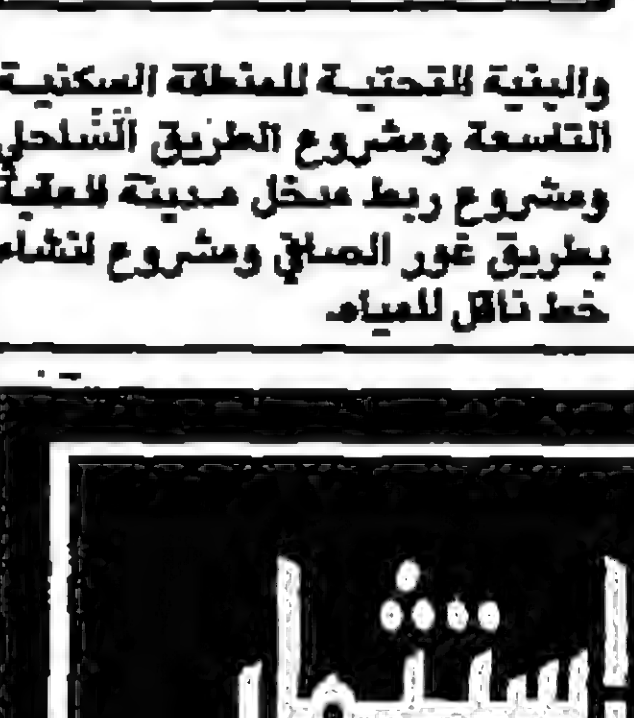 والبنية التحتية للمنطقة السكنية
التاسعة ومشروع الطريق الساحلي
ومشروع ربط مدخل مدينة العقبة
بطريق غور الصافي ومشروع انشاء
خط ناقل للمياه.